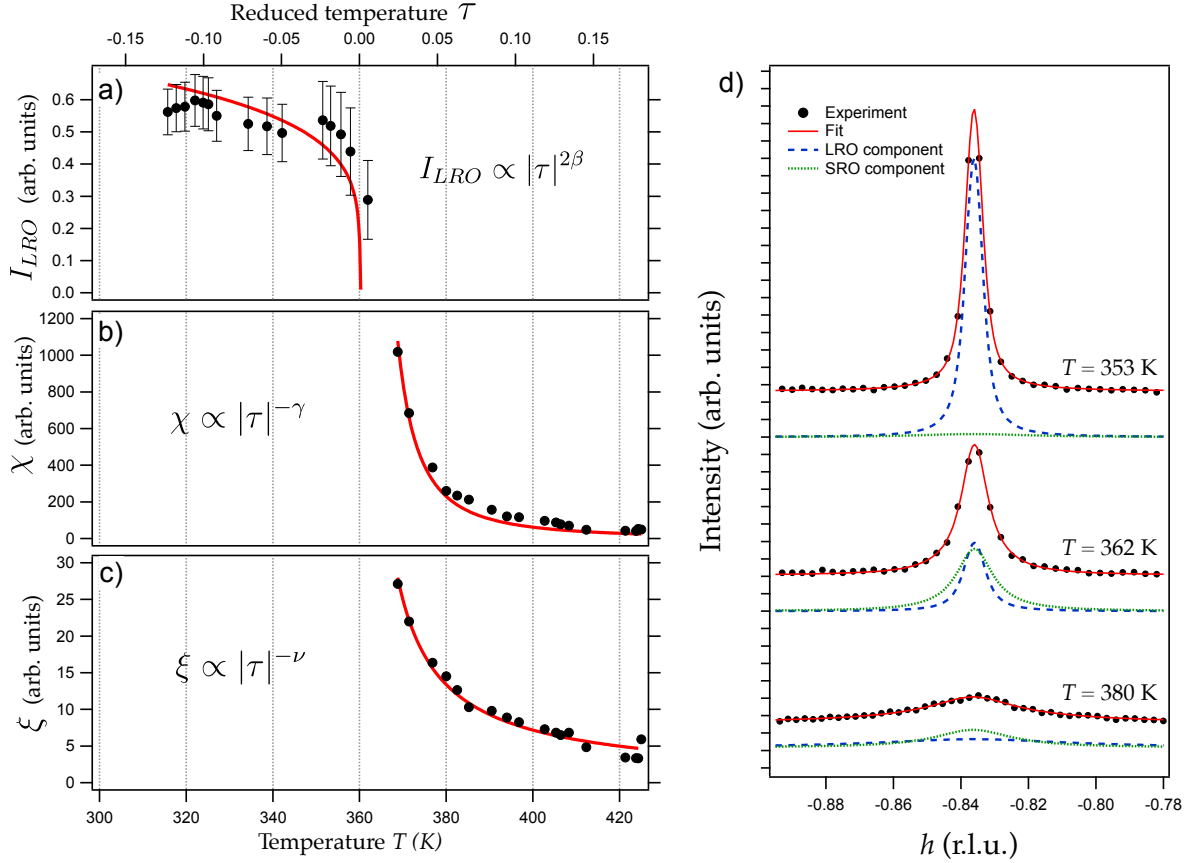 Reduced temperature τ
-0.15 -0.10 -0.05 0.00 0.05 0.10 0.15
a)
I_LRO (arb. units)
0.6
0.5
0.4
0.3
0.2
0.1
0.0
I_LRO ∝ |τ|^{2β}
b)
χ (arb. units)
1200
1000
800
600
400
200
0
χ ∝ |τ|^{−γ}
c)
ξ (arb. units)
30
25
20
15
10
5
0
ξ ∝ |τ|^{−ν}
300 320 340 360 380 400 420
Temperature T (K)
d)
Experiment
Fit
LRO component
SRO component
Intensity (arb. units)
T = 353 K
T = 362 K
T = 380 K
-0.88 -0.86 -0.84 -0.82 -0.80 -0.78
h (r.l.u.)